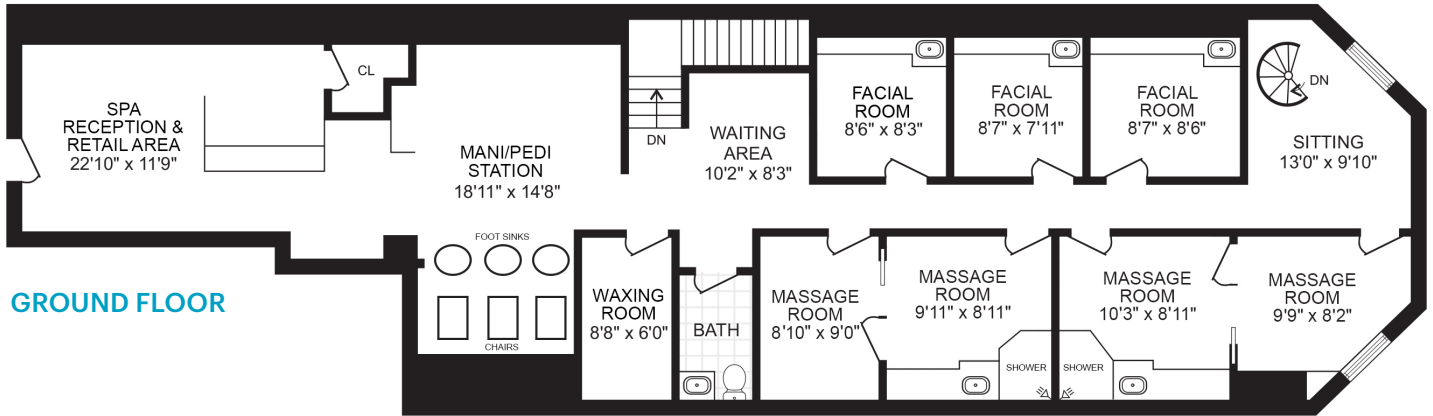 SPA
RECEPTION &
RETAIL AREA
22'10" x 11'9"
CL
MANI/PEDI
STATION
18'11" x 14'8"
FOOT SINKS
CHAIRS
DN
WAITING
AREA
10'2" x 8'3"
FACIAL
ROOM
8'6" x 8'3"
FACIAL
ROOM
8'7" x 7'11"
FACIAL
ROOM
8'7" x 8'6"
DN
SITTING
13'0" x 9'10"
WAXING
ROOM
8'8" x 6'0"
BATH
MASSAGE
ROOM
8'10" x 9'0"
MASSAGE
ROOM
9'11" x 8'11"
SHOWER
SHOWER
MASSAGE
ROOM
10'3" x 8'11"
MASSAGE
ROOM
9'9" x 8'2"
GROUND FLOOR